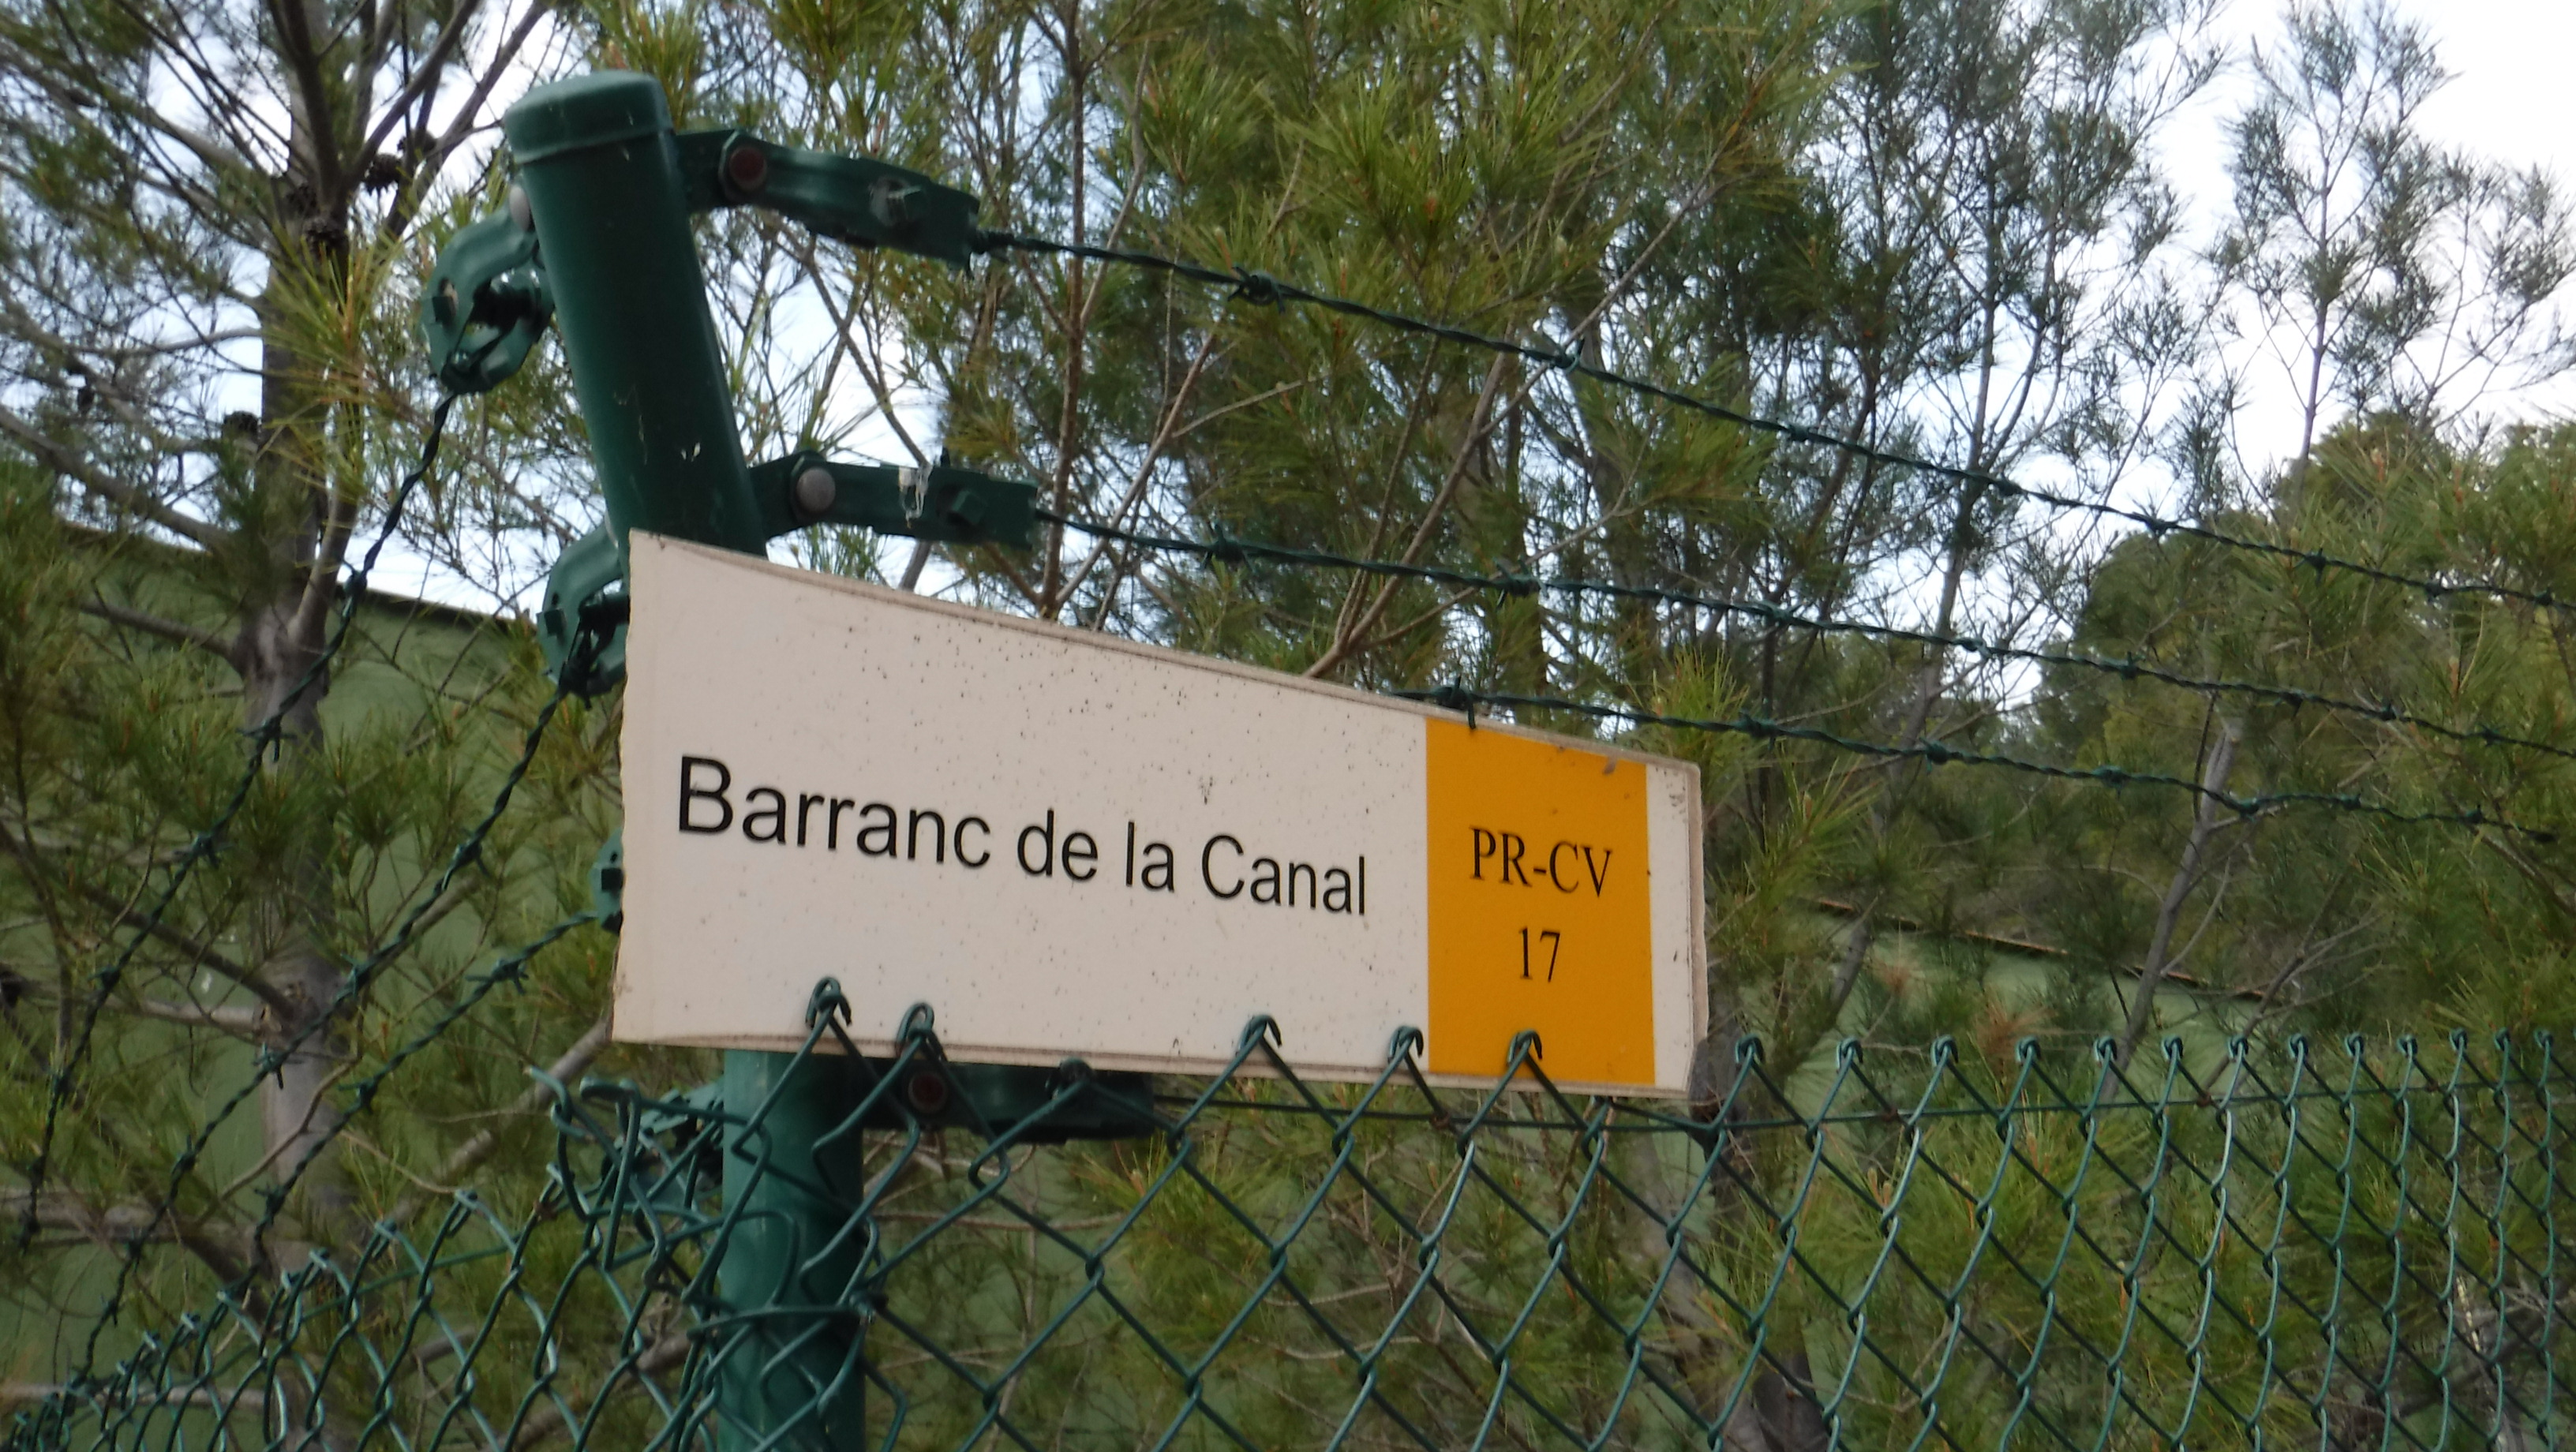 Barranc de la Canal
PR-CV
17